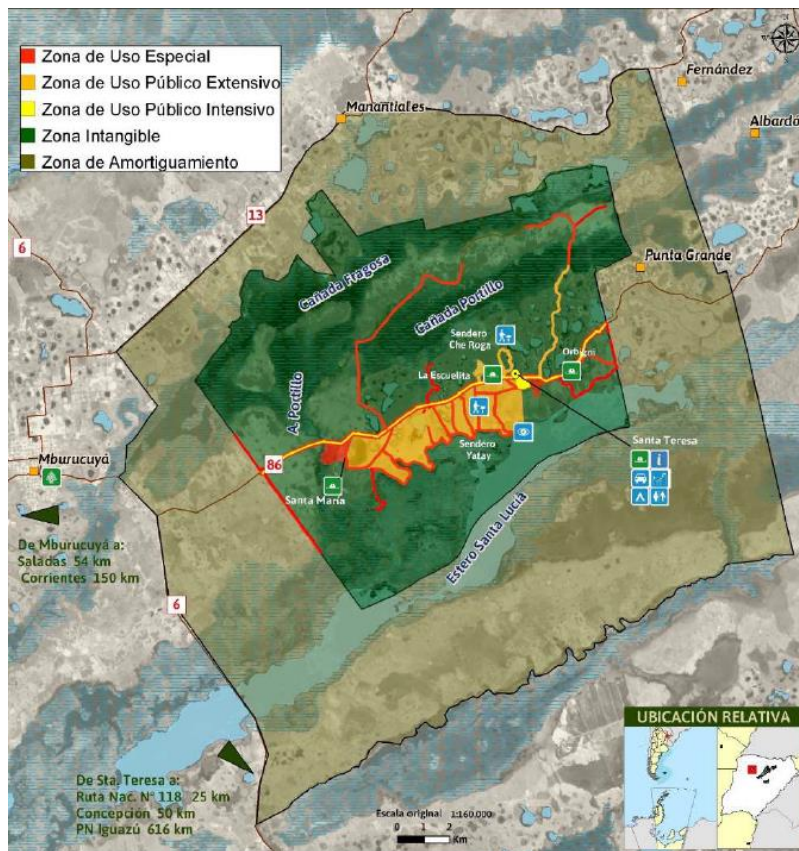 Zona de Uso Especial
Zona de Uso Público Extensivo
Zona de Uso Público Intensivo
Zona Intangible
Zona de Amortiguamiento
Fernández
Manantiales
Albardó
13
6
Punta Grande
Cañada Fragosa
Cañada Portillo
Sendero
Che Roga
Orbigni
La Escuelita
A. Portillo
Sendero
Yatay
Santa Teresa
Mburucuyá
86
Santa María
Estero Santa Lucía
De Mburucuyá a:
Saladas 54 km
Corrientes 150 km
6
UBICACIÓN RELATIVA
De Sta. Teresa a:
Ruta Nac. N° 118 25 km
Concepción 50 km
PN Iguazú 616 km
Escala original 1:160.000
0 1 2
Km